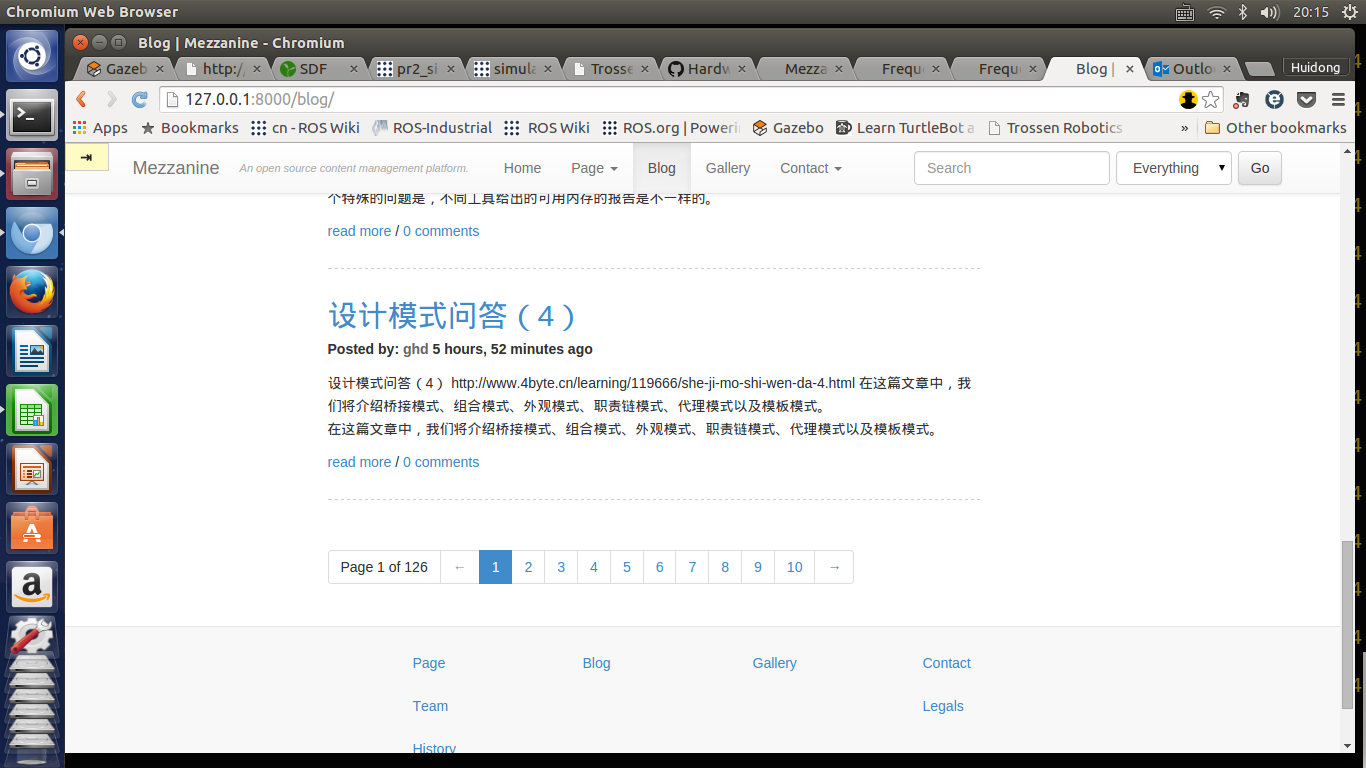 Chromium Web Browser
20:15
Blog | Mezzanine - Chromium
Gazeb
http:/
SDF
pr2_si
simula
Trosse
Hardw
Mezza
Freque
Frequ
Blog |
Outlo
Huidong
127.0.0.1:8000/blog/
Apps
Bookmarks
cn - ROS Wiki
ROS-Industrial
ROS Wiki
ROS.org | Powerin
Gazebo
Learn TurtleBot a
Trossen Robotics
»
Other bookmarks
⇥
Mezzanine
An open source content management platform.
Home
Page
Blog
Gallery
Contact
Search
Everything
Go
个特殊的问题是，不同工具给出的可用内存的报告是不一样的。
read more / 0 comments
设计模式问答（4）
Posted by: ghd 5 hours, 52 minutes ago
设计模式问答（4） http://www.4byte.cn/learning/119666/she-ji-mo-shi-wen-da-4.html 在这篇文章中，我
们将介绍桥接模式、组合模式、外观模式、职责链模式、代理模式以及模板模式。
在这篇文章中，我们将介绍桥接模式、组合模式、外观模式、职责链模式、代理模式以及模板模式。
read more / 0 comments
Page 1 of 126 ← 1 2 3 4 5 6 7 8 9 10 →
Page
Blog
Gallery
Contact
Team
Legals
History